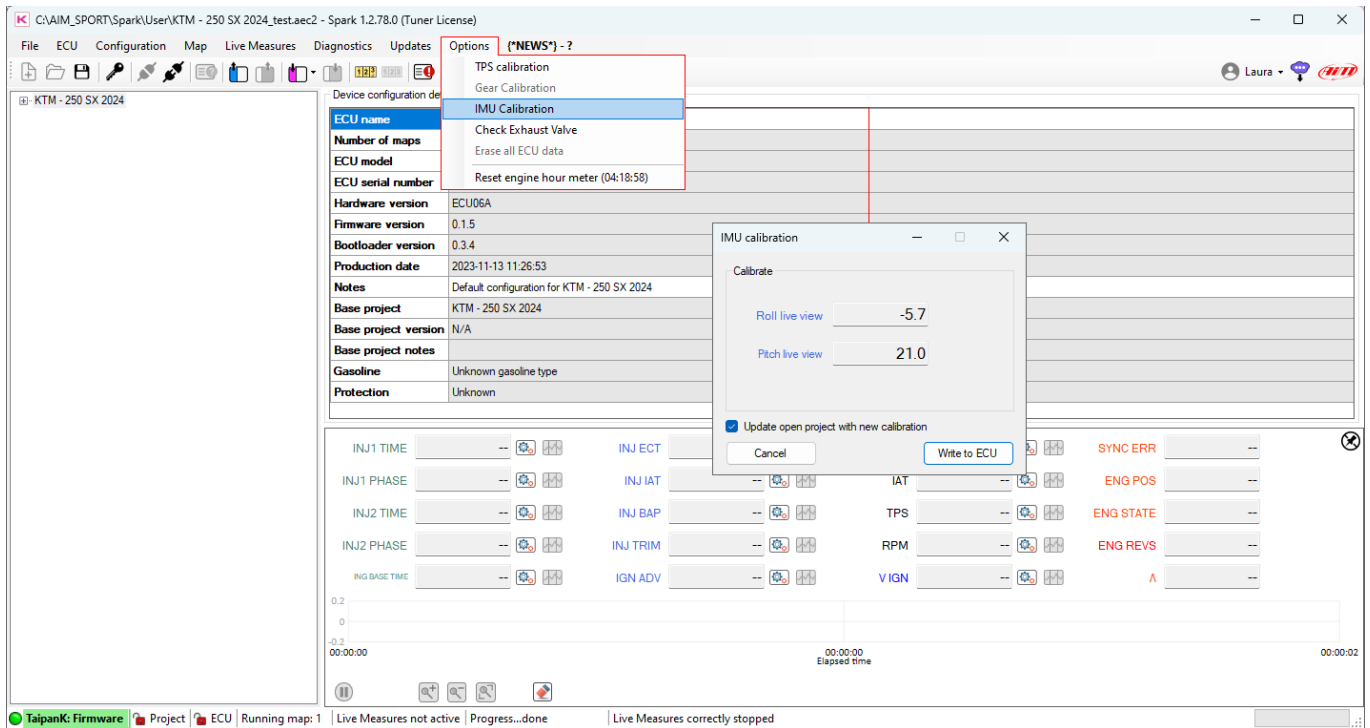 C:\AIM_SPORT\Spark\User\KTM - 250 SX 2024_test.aec2 - Spark 1.2.78.0 (Tuner License)
File ECU Configuration Map Live Measures Diagnostics Updates Options {*NEWS*} - ?
Laura
TPS calibration
Gear Calibration
IMU Calibration
Check Exhaust Valve
Erase all ECU data
Reset engine hour meter (04:18:58)
KTM - 250 SX 2024
Device configuration de
ECU name
Number of maps
ECU model
ECU serial number
Hardware version ECU06A
Firmware version 0.1.5
Bootloader version 0.3.4
Production date 2023-11-13 11:26:53
Notes Default configuration for KTM - 250 SX 2024
Base project KTM - 250 SX 2024
Base project version N/A
Base project notes
Gasoline Unknown gasoline type
Protection Unknown
IMU calibration
Calibrate
Roll live view -5.7
Pitch live view 21.0
Update open project with new calibration
Cancel Write to ECU
INJ1 TIME -- INJ ECT SYNC ERR --
INJ1 PHASE -- INJ IAT -- IAT -- ENG POS --
INJ2 TIME -- INJ BAP -- TPS -- ENG STATE --
INJ2 PHASE -- INJ TRIM -- RPM -- ENG REVS --
ING BASE TIME -- IGN ADV -- V IGN -- Λ --
0.2
0
-0.2
00:00:00 00:00:00 00:00:02
Elapsed time
TaipanK: Firmware Project ECU Running map: 1 Live Measures not active Progress...done Live Measures correctly stopped